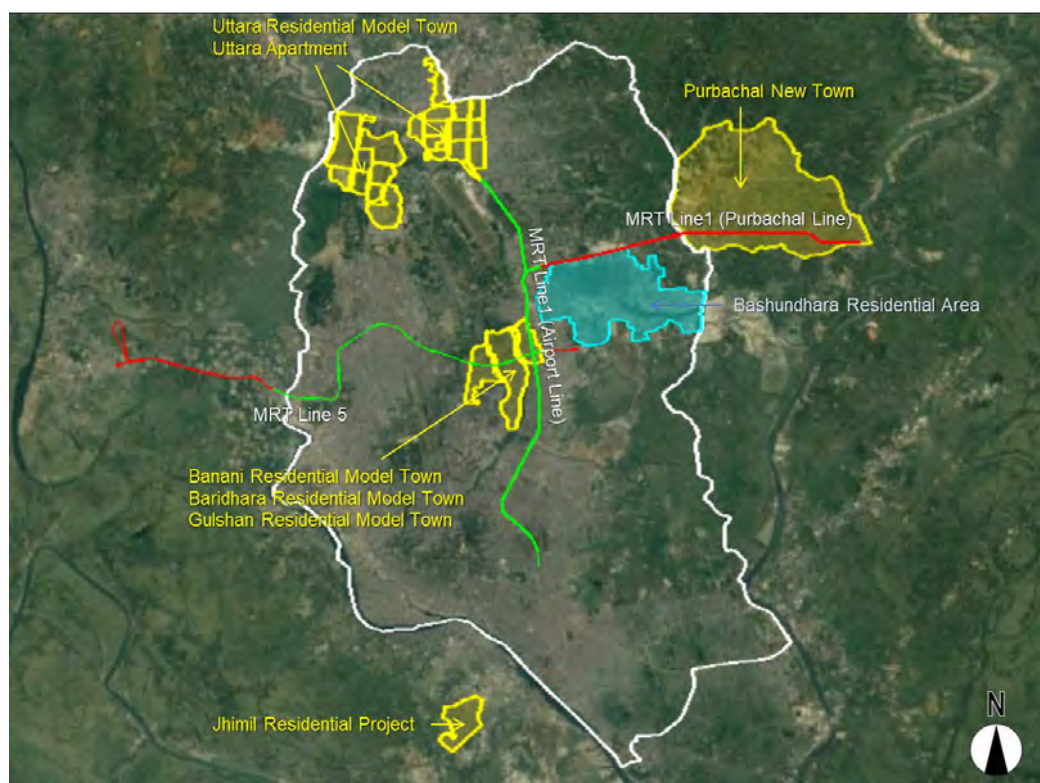 Uttara Residential Model Town
Uttara Apartment
Purbachal New Town
MRT Line1 (Purbachal Line)
MRT Line1 (Airport Line)
Bashundhara Residential Area
MRT Line 5
Banani Residential Model Town
Baridhara Residential Model Town
Gulshan Residential Model Town
Jhimil Residential Project
N